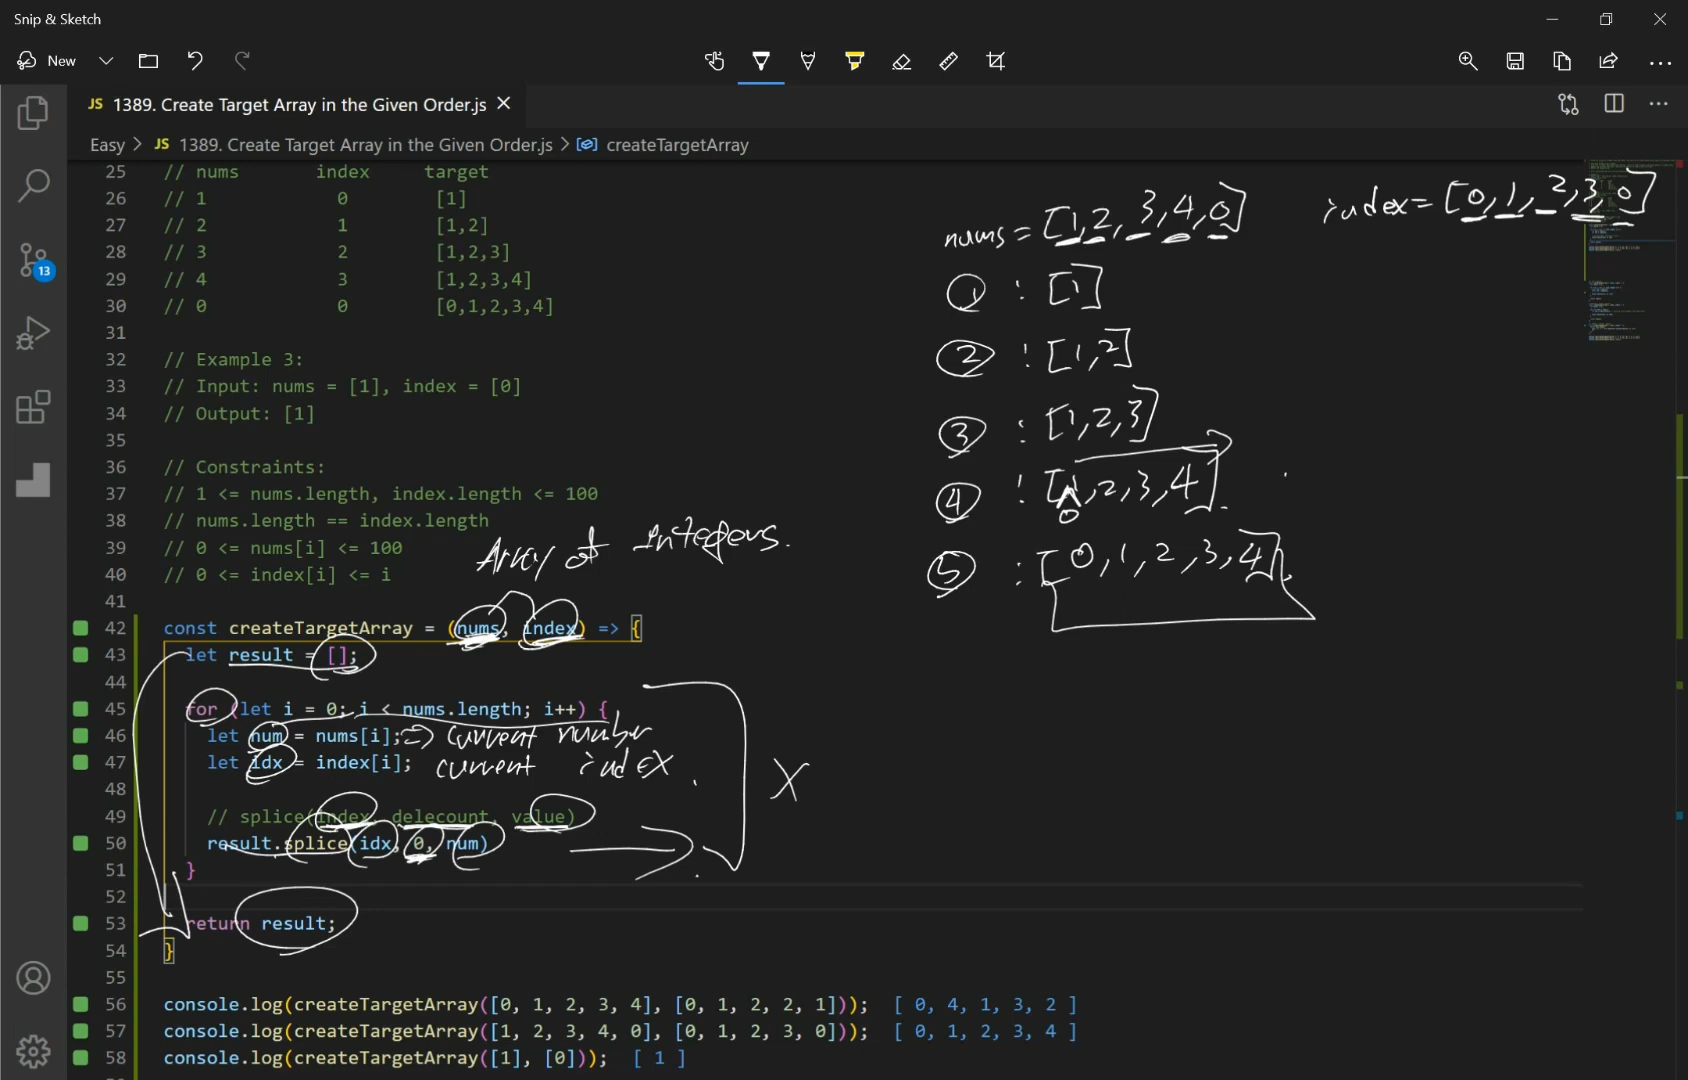 Snip & Sketch
New
JS 1389. Create Target Array in the Given Order.js
Easy > JS 1389. Create Target Array in the Given Order.js > createTargetArray
13
25 // nums index target
26 // 1 0 [1]
27 // 2 1 [1,2]
28 // 3 2 [1,2,3]
29 // 4 3 [1,2,3,4]
30 // 0 0 [0,1,2,3,4]
31
32 // Example 3:
33 // Input: nums = [1], index = [0]
34 // Output: [1]
35
36 // Constraints:
37 // 1 <= nums.length, index.length <= 100
38 // nums.length == index.length
39 // 0 <= nums[i] <= 100
40 // 0 <= index[i] <= i
41
42 const createTargetArray = (nums, index) => {
43 let result = [];
44
45 for (let i = 0; i < nums.length; i++) {
46 let num = nums[i]; => current number
47 let idx = index[i]; current index.
48
49 // splice(index, delecount, value)
50 result.splice(idx, 0, num)
51 }
52
53 return result;
54 }
55
56 console.log(createTargetArray([0, 1, 2, 3, 4], [0, 1, 2, 2, 1])); [ 0, 4, 1, 3, 2 ]
57 console.log(createTargetArray([1, 2, 3, 4, 0], [0, 1, 2, 3, 0])); [ 0, 1, 2, 3, 4 ]
58 console.log(createTargetArray([1], [0])); [ 1 ]
Array of Integers.
X
nums = [1,2,3,4,0] index = [0,1,2,3,0]
1 : [1]
2 : [1,2]
3 : [1,2,3]
4 : [1,2,3,4]
0
5 : [0,1,2,3,4]